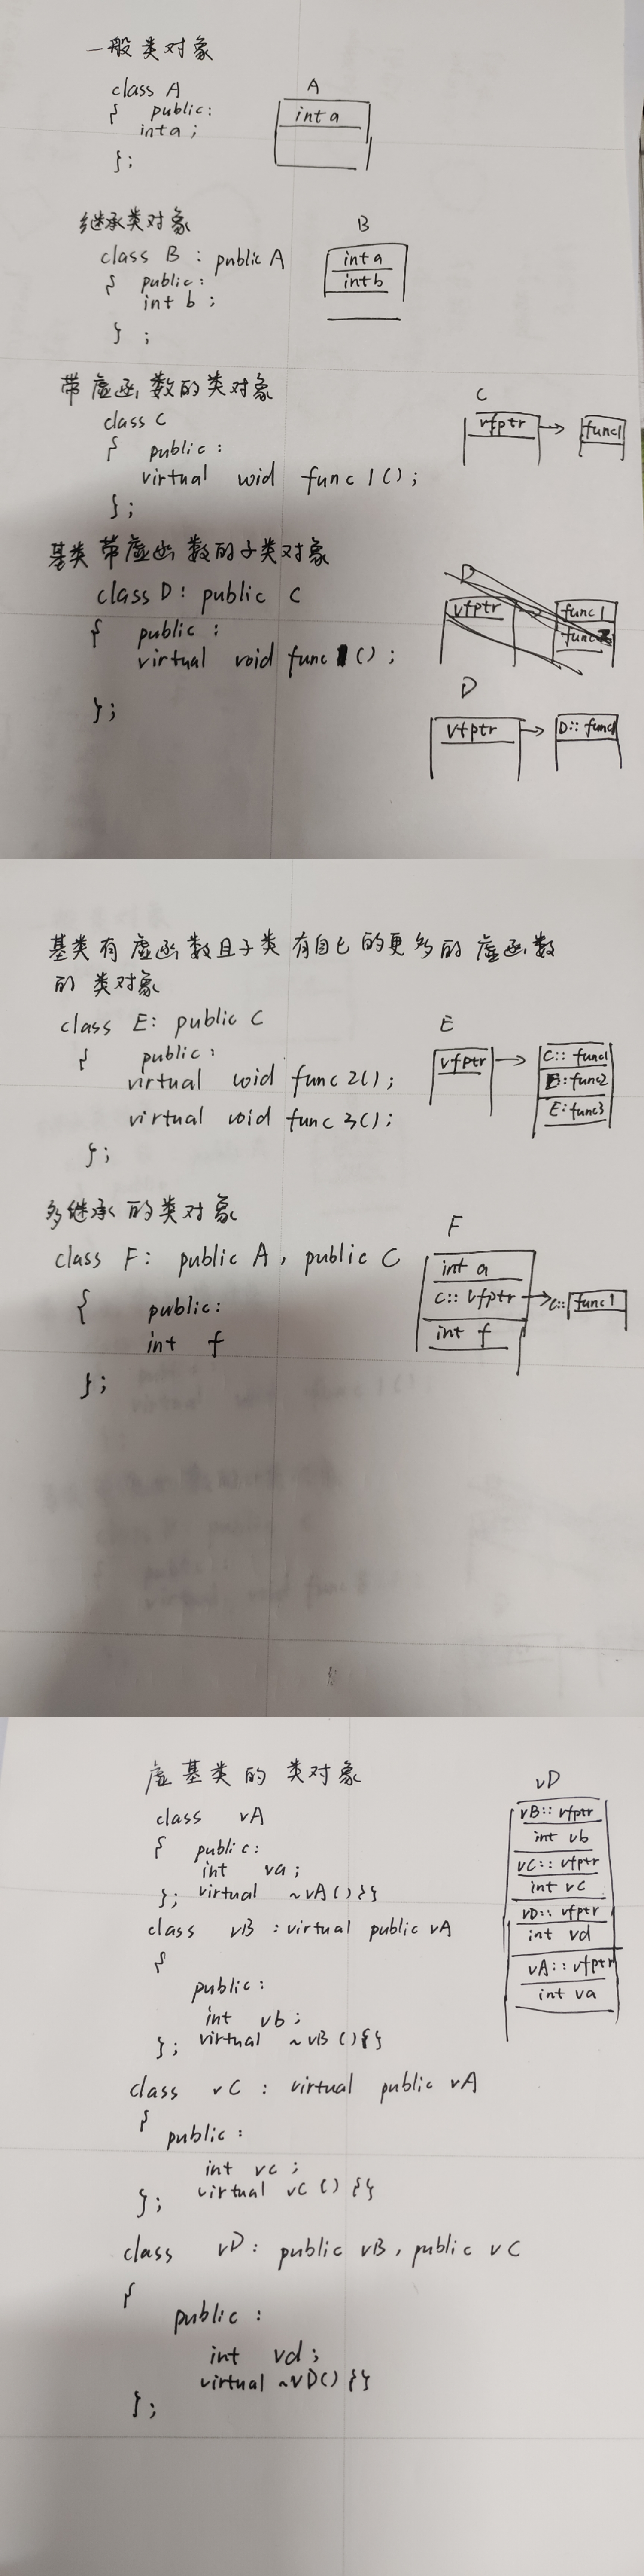 一般类对象
class A
{ public:
int a;
};
A
int a
继承类对象
class B : public A
{ public:
int b ;
} ;
B
int a
int b
带虚函数的类对象
class C
{ public :
virtual void func 1 ( ) ;
} ;
C
vfptr
func1
基类带虚函数的子类对象
class D : public C
{ public :
virtual void func 1 ( ) ;
} ;
D
vfptr
func1
D
vfptr
D:: func1
基类有虚函数且子类有自己的更多的虚函数
的类对象
class E: public C
{ public:
virtual void func 2( ) ;
virtual void func 3( ) ;
} ;
E
vfptr
C:: func1
E:func2
E:func3
多继承的类对象
class F: public A, public C
{ public:
int f
} ;
F
int a
C:: vfptr
int f
C:: func1
虚基类的类对象
class vA
{ public:
int va;
}; virtual ~vA(){}
class vB : virtual public vA
{
public:
int vb;
}; virtual ~vB(){}
class vC : virtual public vA
{
public :
int vc ;
}; virtual vC ( ) {}
class vD: public vB, public vC
{
public :
int vd ;
virtual ~vD() {}
} ;
vD
vB:: vfptr
int vb
vC:: vfptr
int vc
vD:: vfptr
int vd
vA:: vfptr
int va